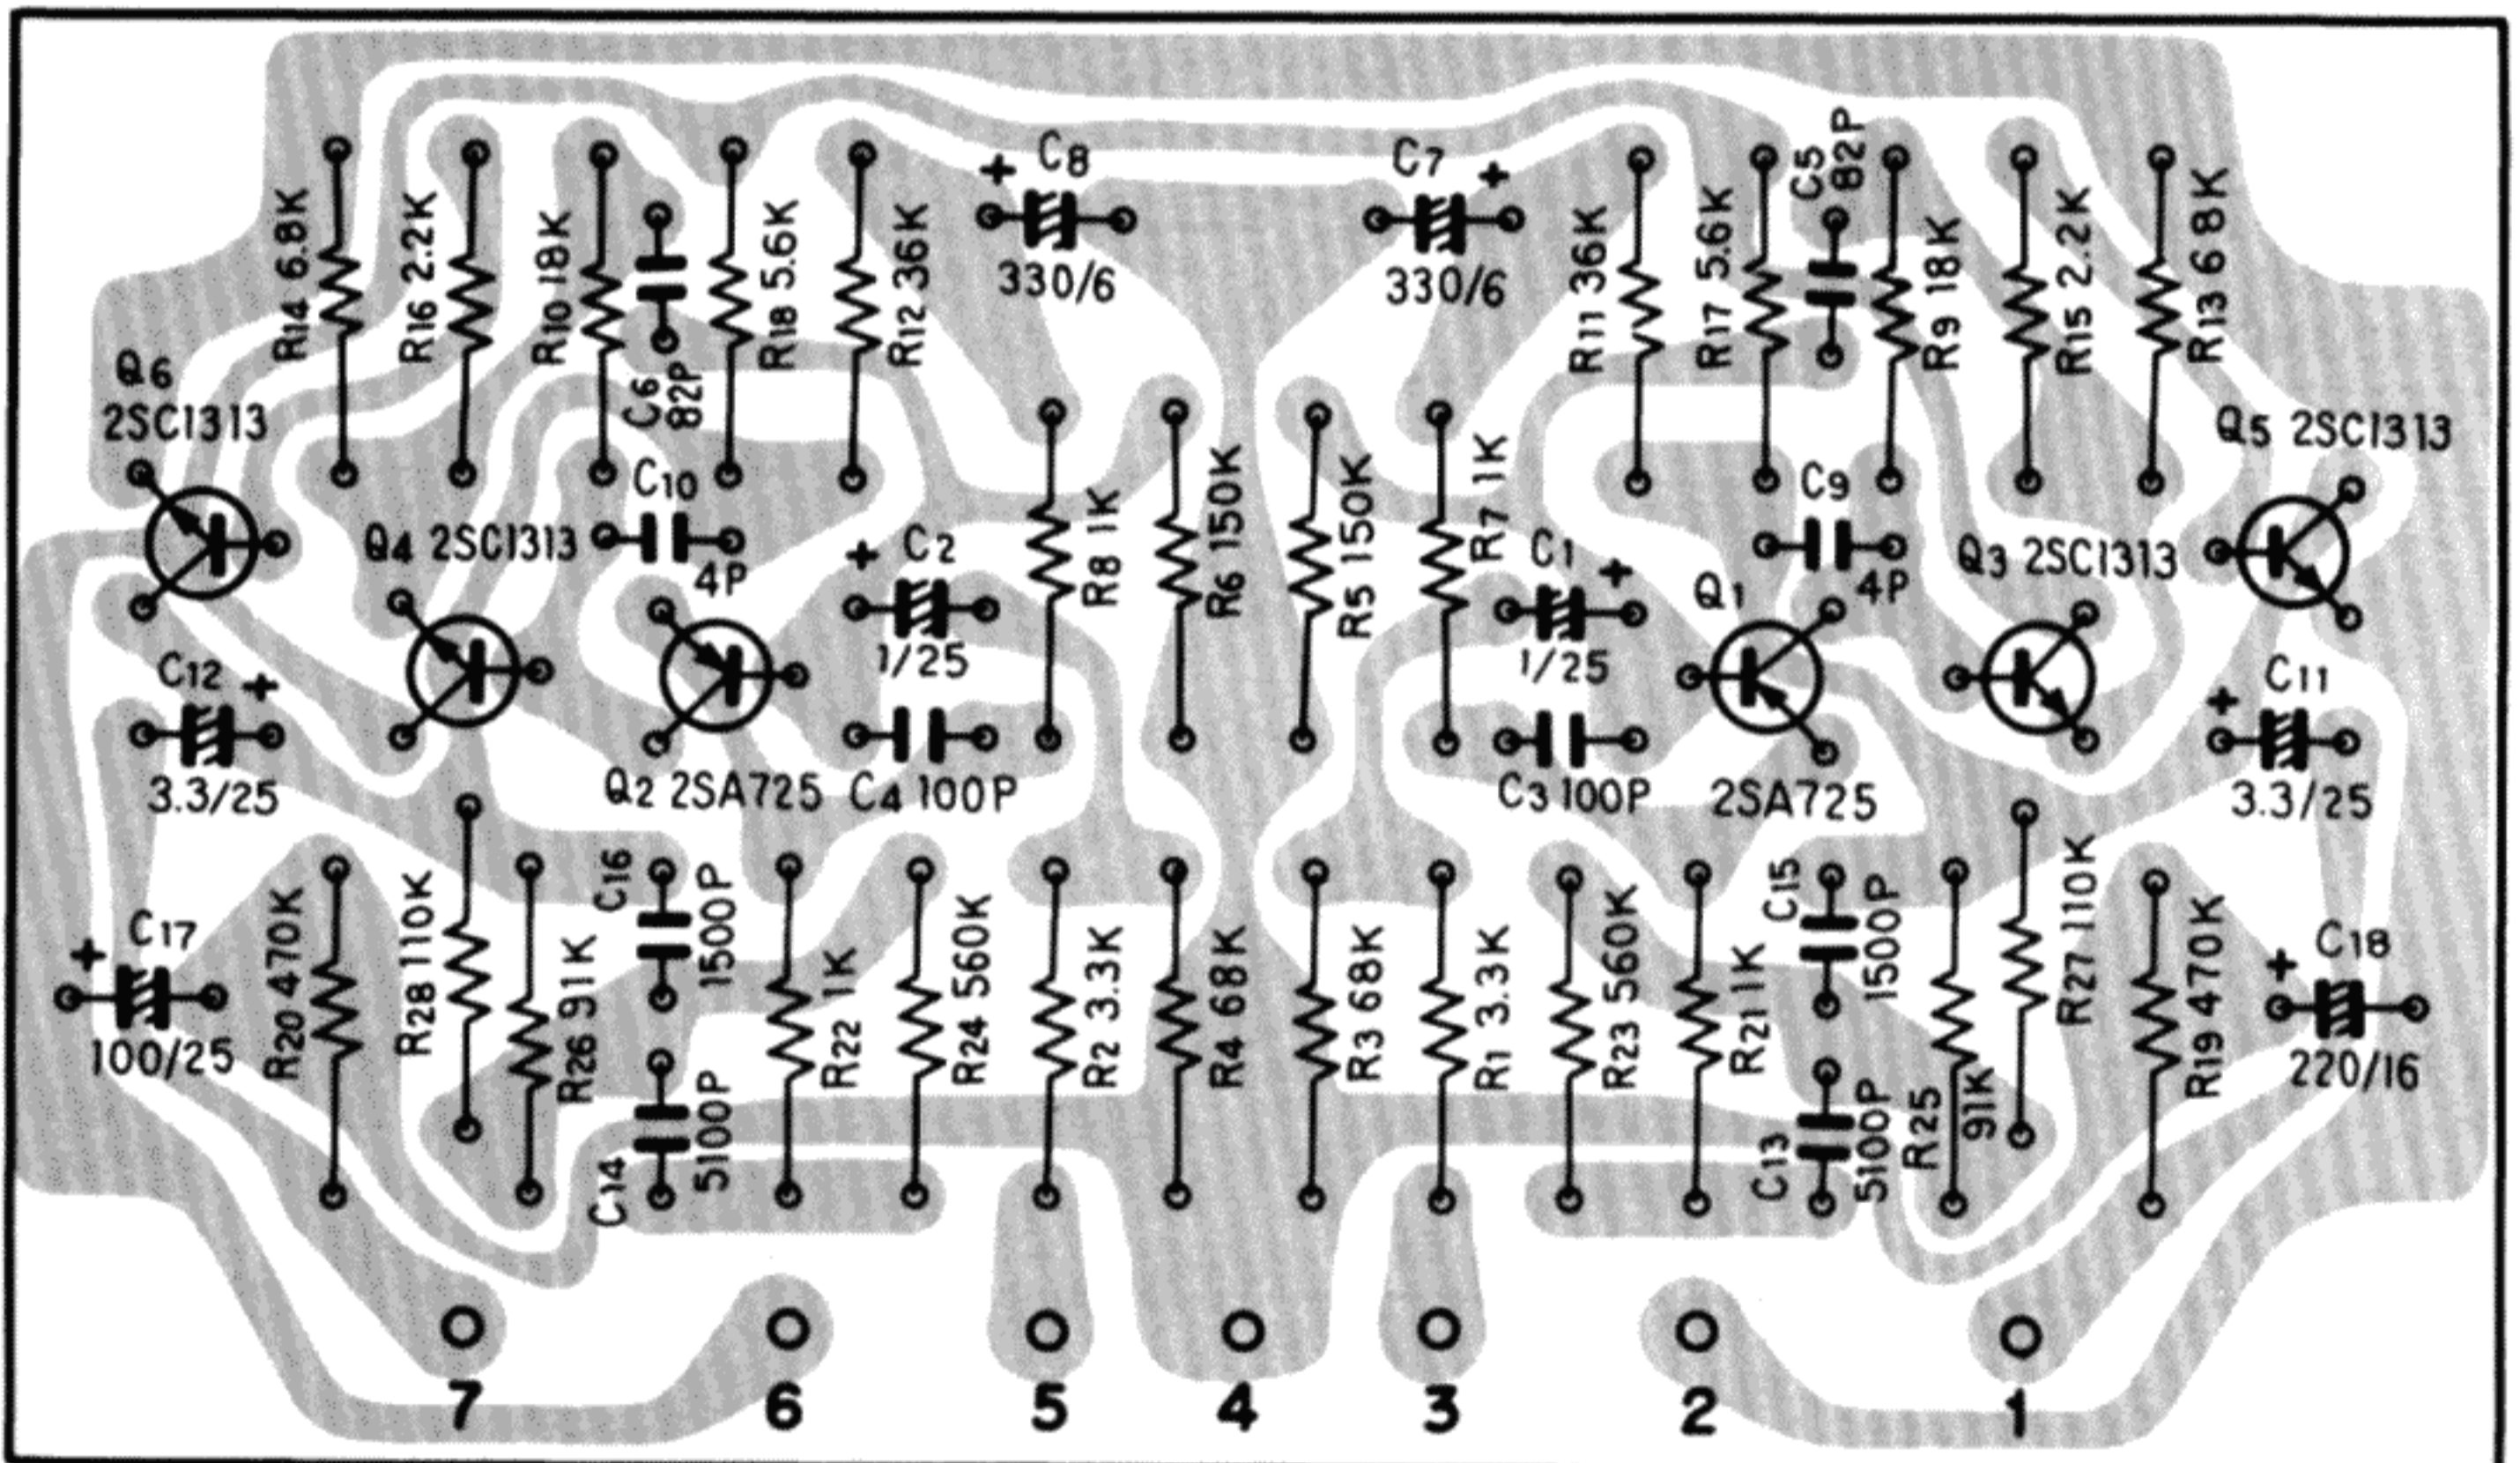 C8
+
330/6
C7
+
330/6
C5
82P
R14 6.8K
R16 2.2K
R10 18K
R18 5.6K
R12 36K
R11 36K
R17 5.6K
R9 18K
R15 2.2K
R13 68K
C6
82P
Q6
2SC1313
Q5 2SC1313
C10
4P
Q4 2SC1313
+ C2
1/25
R8 1K
R6 150K
R5 150K
R7 1K
C1 +
1/25
C9
4P
Q1
Q3 2SC1313
C12 +
3.3/25
Q2 2SA725
C4 100P
C3 100P
2SA725
+ C11
3.3/25
+ C17
100/25
R20 470K
R28 110K
R26 91K
C16
1500P
C14
5100P
R22 1K
R24 560K
R2 3.3K
R4 68K
R3 68K
R1 3.3K
R23 560K
R21 1K
C15
1500P
C13
5100P
R25
91K
R27 110K
R19 470K
+ C18
220/16
7 6 5 4 3 2 1